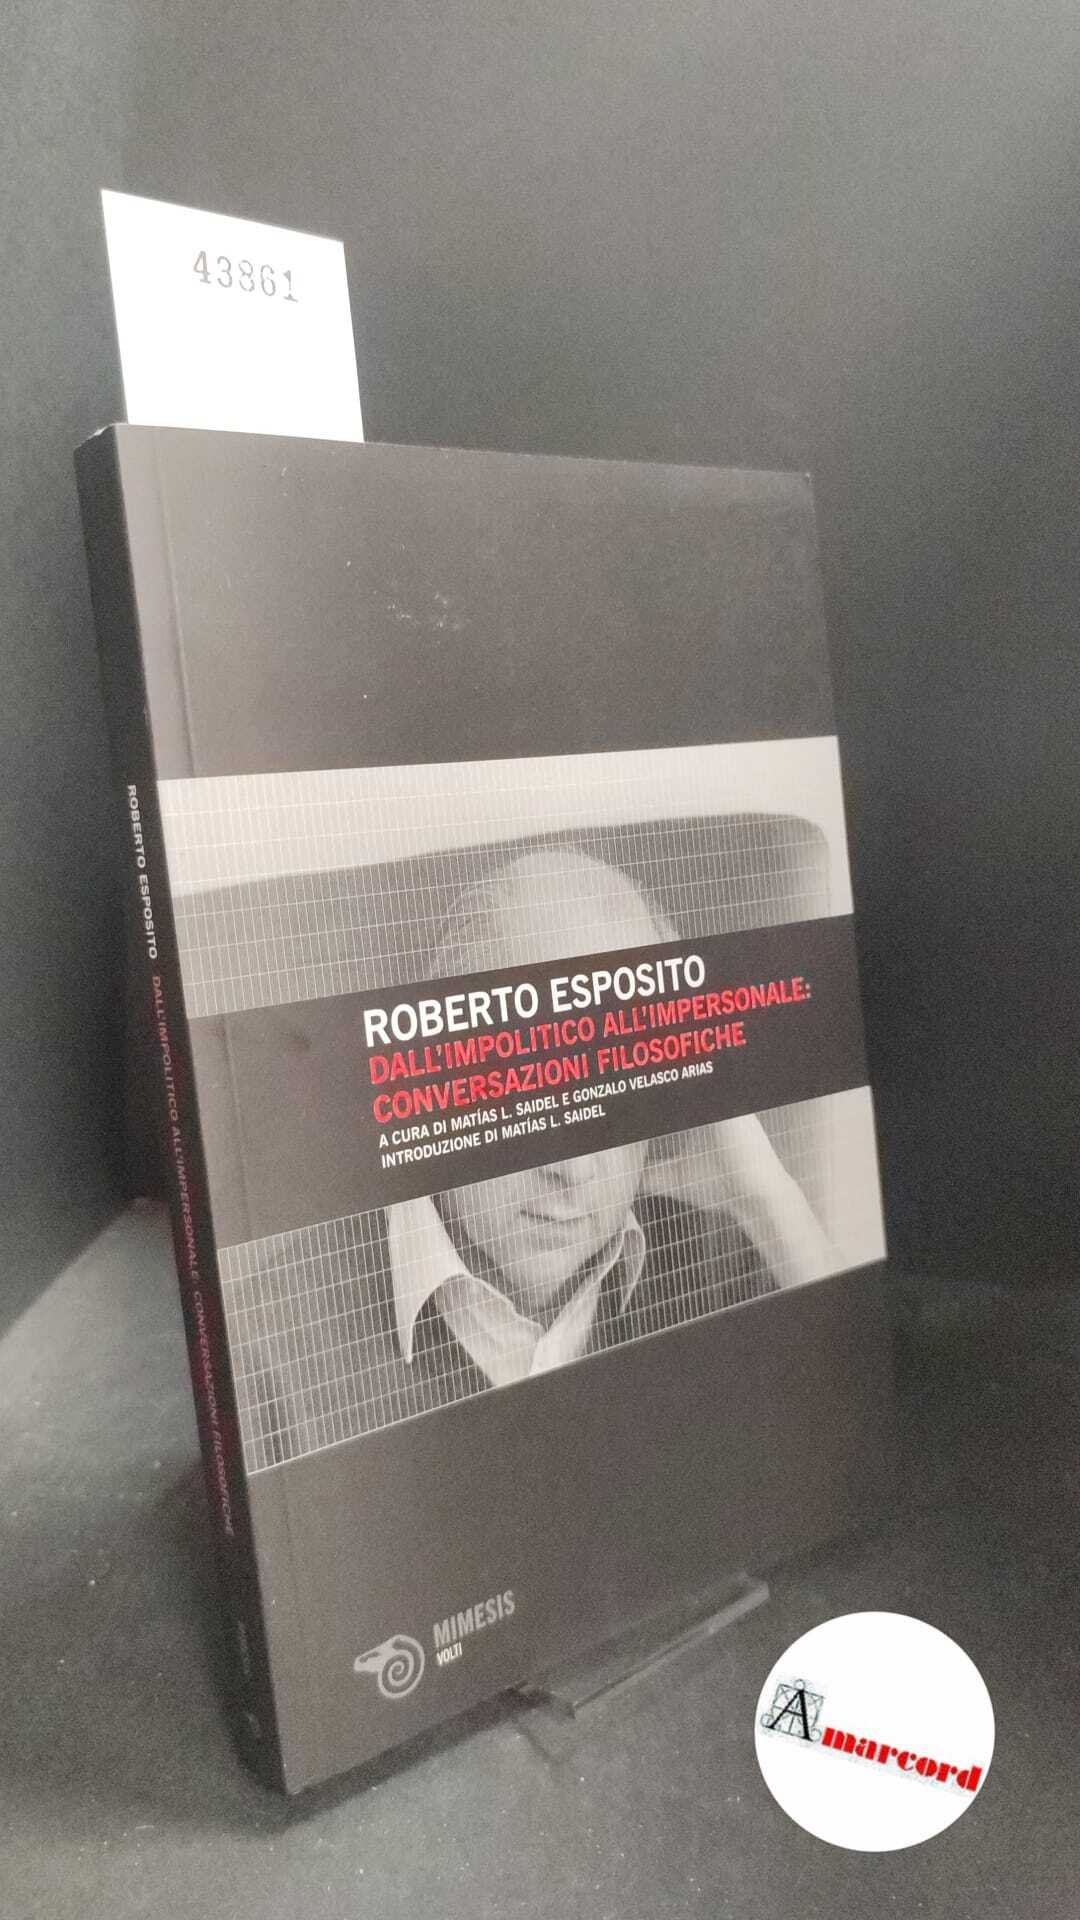 43861
ROBERTO ESPOSITO
DALL'IMPOLITICO ALL'IMPERSONALE:
CONVERSAZIONI FILOSOFICHE
A CURA DI MATÍAS L. SAIDEL E GONZALO VELASCO ARIAS
INTRODUZIONE DI MATÍAS L. SAIDEL
ROBERTO ESPOSITO DALL'IMPOLITICO ALL'IMPERSONALE: CONVERSAZIONI FILOSOFICHE
MIMESIS
VOLTI
Amarcord